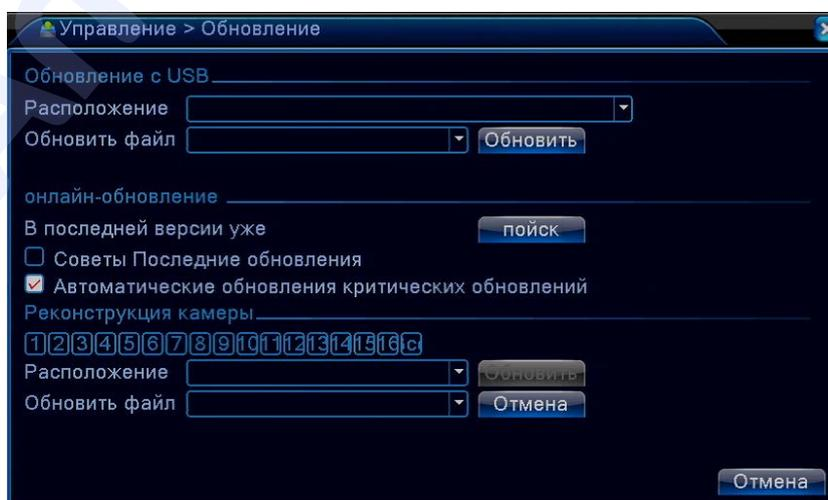 Управление > Обновление
Обновление с USB
Расположение
Обновить файл Обновить
онлайн-обновление
В последней версии уже пойск
Советы Последние обновления
Автоматические обновления критических обновлений
Реконструкция камеры
1 2 3 4 5 6 7 8 9 10 11 12 13 14 15 16
Расположение Обновить
Обновить файл Отмена
Отмена